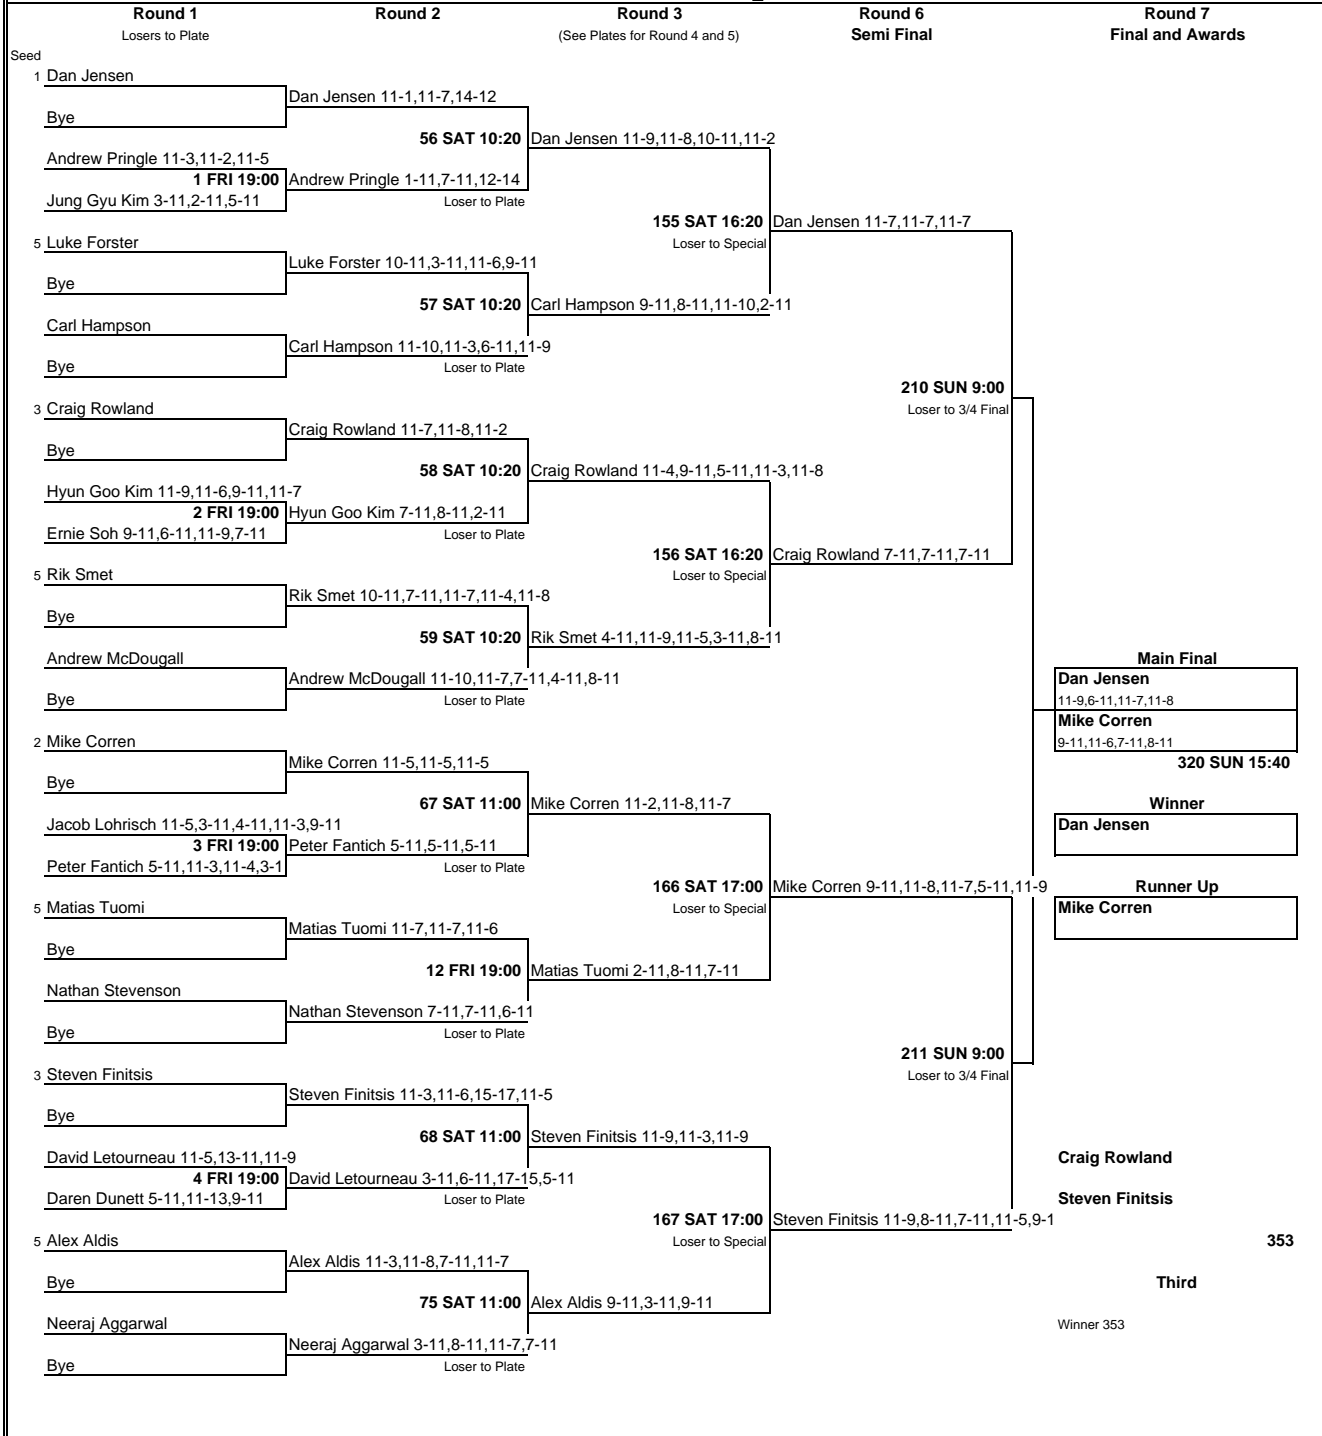 Round 1 Round 2 Round 3 Round 6 Round 7
Losers to Plate (See Plates for Round 4 and 5) Semi Final Final and Awards
Seed
1 Dan Jensen
Dan Jensen 11-1,11-7,14-12
Bye
56 SAT 10:20 Dan Jensen 11-9,11-8,10-11,11-2
Andrew Pringle 11-3,11-2,11-5
1 FRI 19:00 Andrew Pringle 1-11,7-11,12-14
Jung Gyu Kim 3-11,2-11,5-11 Loser to Plate
155 SAT 16:20 Dan Jensen 11-7,11-7,11-7
5 Luke Forster Loser to Special
Luke Forster 10-11,3-11,11-6,9-11
Bye
57 SAT 10:20 Carl Hampson 9-11,8-11,11-10,2-11
Carl Hampson
Carl Hampson 11-10,11-3,6-11,11-9
Bye Loser to Plate
210 SUN 9:00
3 Craig Rowland Loser to 3/4 Final
Craig Rowland 11-7,11-8,11-2
Bye
58 SAT 10:20 Craig Rowland 11-4,9-11,5-11,11-3,11-8
Hyun Goo Kim 11-9,11-6,9-11,11-7
2 FRI 19:00 Hyun Goo Kim 7-11,8-11,2-11
Ernie Soh 9-11,6-11,11-9,7-11 Loser to Plate
156 SAT 16:20 Craig Rowland 7-11,7-11,7-11
5 Rik Smet Loser to Special
Rik Smet 10-11,7-11,11-7,11-4,11-8
Bye
59 SAT 10:20 Rik Smet 4-11,11-9,11-5,3-11,8-11
Andrew McDougall Main Final
Andrew McDougall 11-10,11-7,7-11,4-11,8-11 Dan Jensen
Bye Loser to Plate 11-9,6-11,11-7,11-8
Mike Corren
2 Mike Corren 9-11,11-6,7-11,8-11
Mike Corren 11-5,11-5,11-5 320 SUN 15:40
Bye
67 SAT 11:00 Mike Corren 11-2,11-8,11-7 Winner
Jacob Lohrisch 11-5,3-11,4-11,11-3,9-11 Dan Jensen
3 FRI 19:00 Peter Fantich 5-11,5-11,5-11
Peter Fantich 5-11,11-3,11-4,3-1 Loser to Plate
166 SAT 17:00 Mike Corren 9-11,11-8,11-7,5-11,11-9 Runner Up
5 Matias Tuomi Loser to Special Mike Corren
Matias Tuomi 11-7,11-7,11-6
Bye
12 FRI 19:00 Matias Tuomi 2-11,8-11,7-11
Nathan Stevenson
Nathan Stevenson 7-11,7-11,6-11
Bye Loser to Plate
211 SUN 9:00
3 Steven Finitsis Loser to 3/4 Final
Steven Finitsis 11-3,11-6,15-17,11-5
Bye
68 SAT 11:00 Steven Finitsis 11-9,11-3,11-9
David Letourneau 11-5,13-11,11-9 Craig Rowland
4 FRI 19:00 David Letourneau 3-11,6-11,17-15,5-11
Daren Dunett 5-11,11-13,9-11 Loser to Plate Steven Finitsis
167 SAT 17:00 Steven Finitsis 11-9,8-11,7-11,11-5,9-1
5 Alex Aldis Loser to Special 353
Alex Aldis 11-3,11-8,7-11,11-7
Bye Third
75 SAT 11:00 Alex Aldis 9-11,3-11,9-11
Neeraj Aggarwal Winner 353
Neeraj Aggarwal 3-11,8-11,11-7,7-11
Bye Loser to Plate